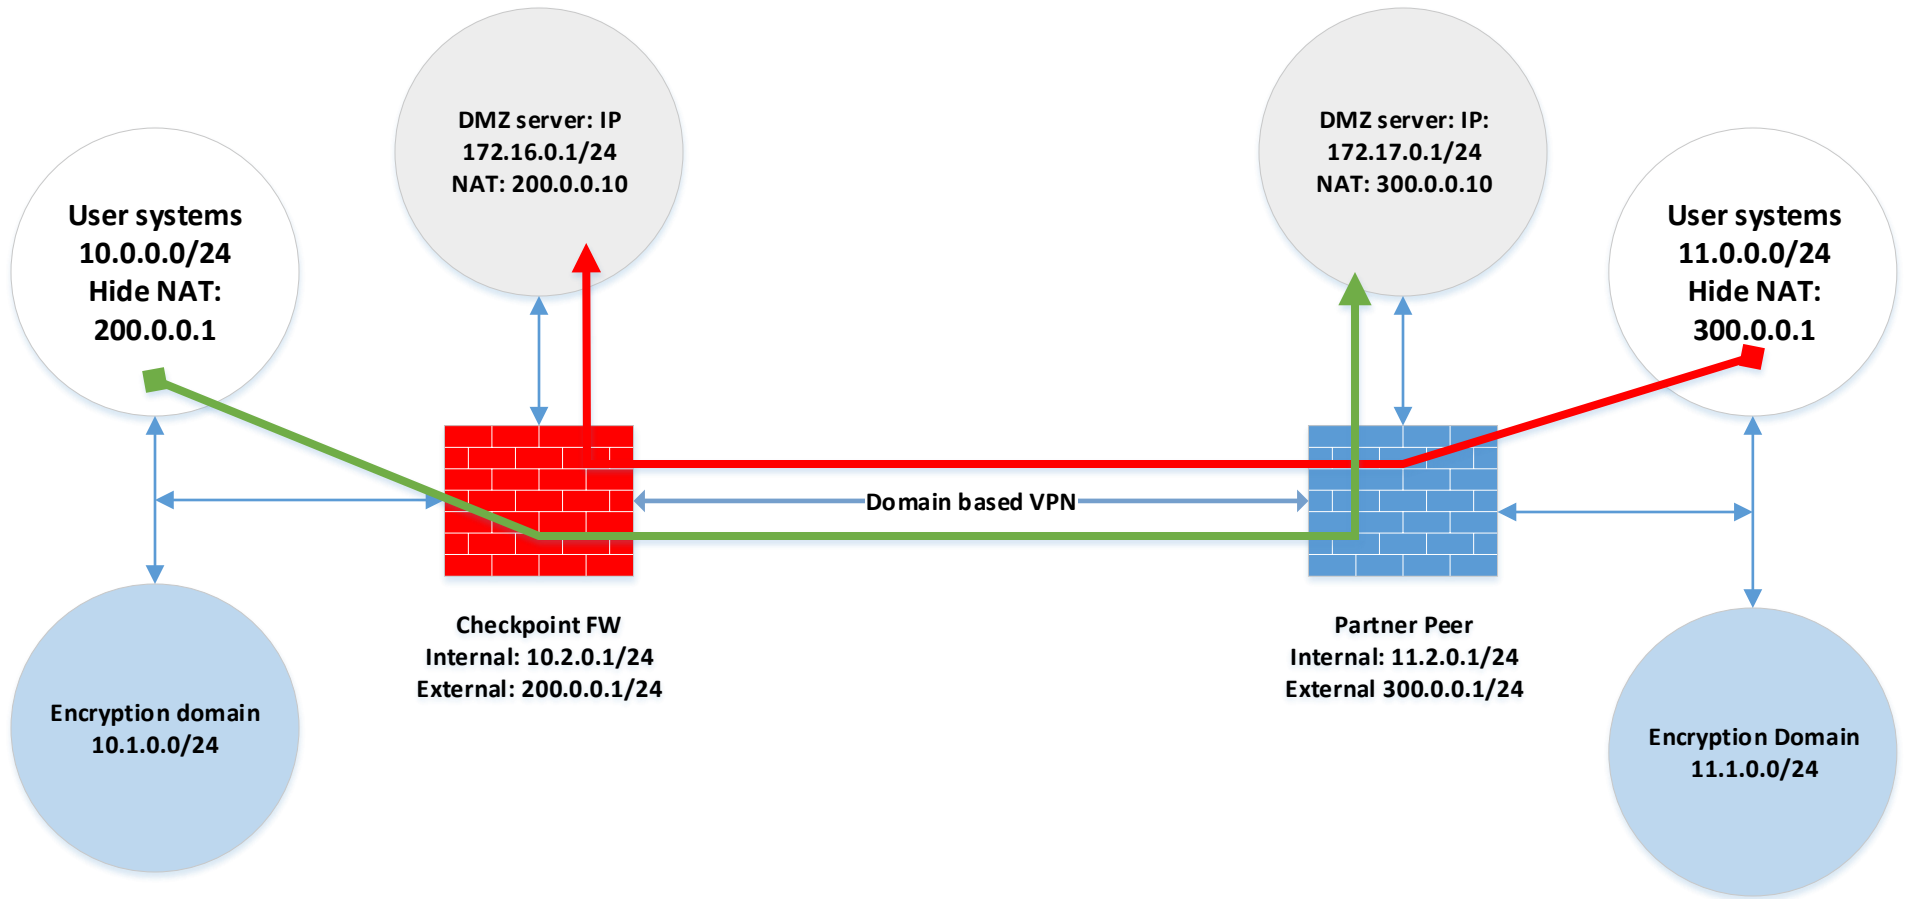 DMZ server: IP
172.16.0.1/24
NAT: 200.0.0.10
DMZ server: IP:
172.17.0.1/24
NAT: 300.0.0.10
User systems
10.0.0.0/24
Hide NAT:
200.0.0.1
User systems
11.0.0.0/24
Hide NAT:
300.0.0.1
Domain based VPN
Checkpoint FW
Internal: 10.2.0.1/24
External: 200.0.0.1/24
Partner Peer
Internal: 11.2.0.1/24
External 300.0.0.1/24
Encryption domain
10.1.0.0/24
Encryption Domain
11.1.0.0/24